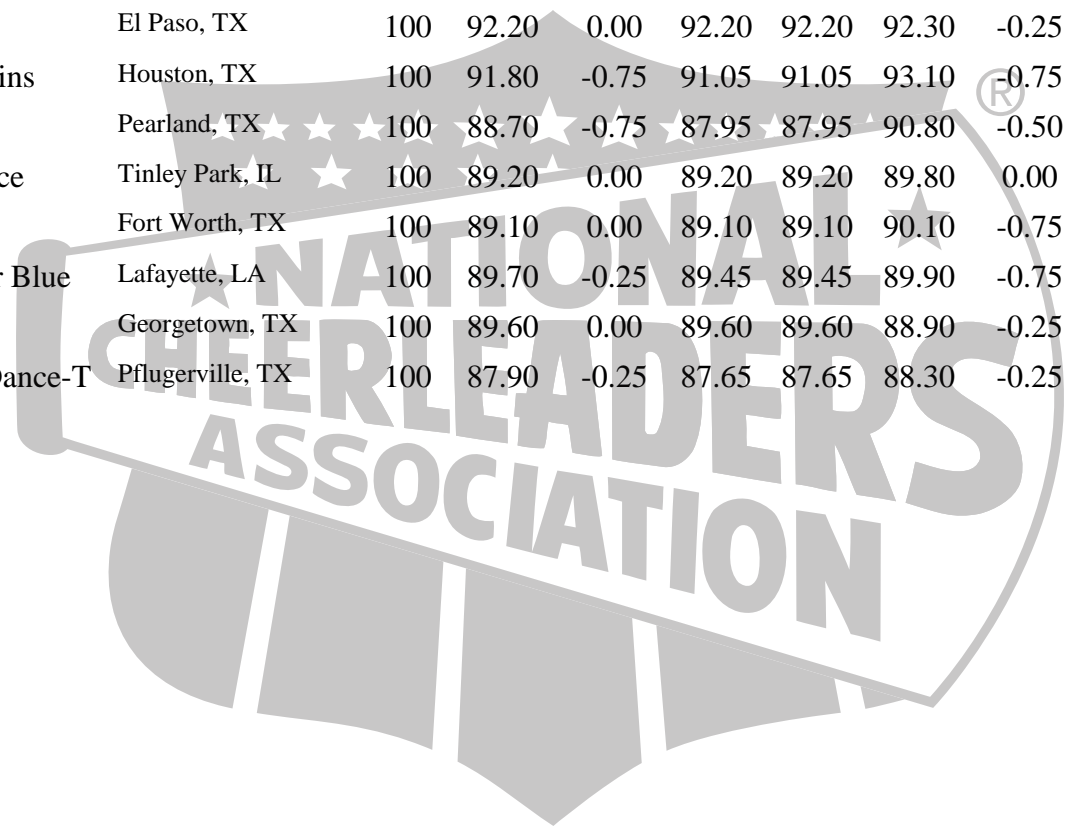 El Paso, TX 100 92.20 0.00 92.20 92.20 92.30 -0.25
ins Houston, TX 100 91.80 -0.75 91.05 91.05 93.10 -0.75
Pearland, TX 100 88.70 -0.75 87.95 87.95 90.80 -0.50
ce Tinley Park, IL 100 89.20 0.00 89.20 89.20 89.80 0.00
Fort Worth, TX 100 89.10 0.00 89.10 89.10 90.10 -0.75
r Blue Lafayette, LA 100 89.70 -0.25 89.45 89.45 89.90 -0.75
Georgetown, TX 100 89.60 0.00 89.60 89.60 88.90 -0.25
Dance-T Pflugerville, TX 100 87.90 -0.25 87.65 87.65 88.30 -0.25
®
NATIONAL
CHEERLEADERS
ASSOCIATION